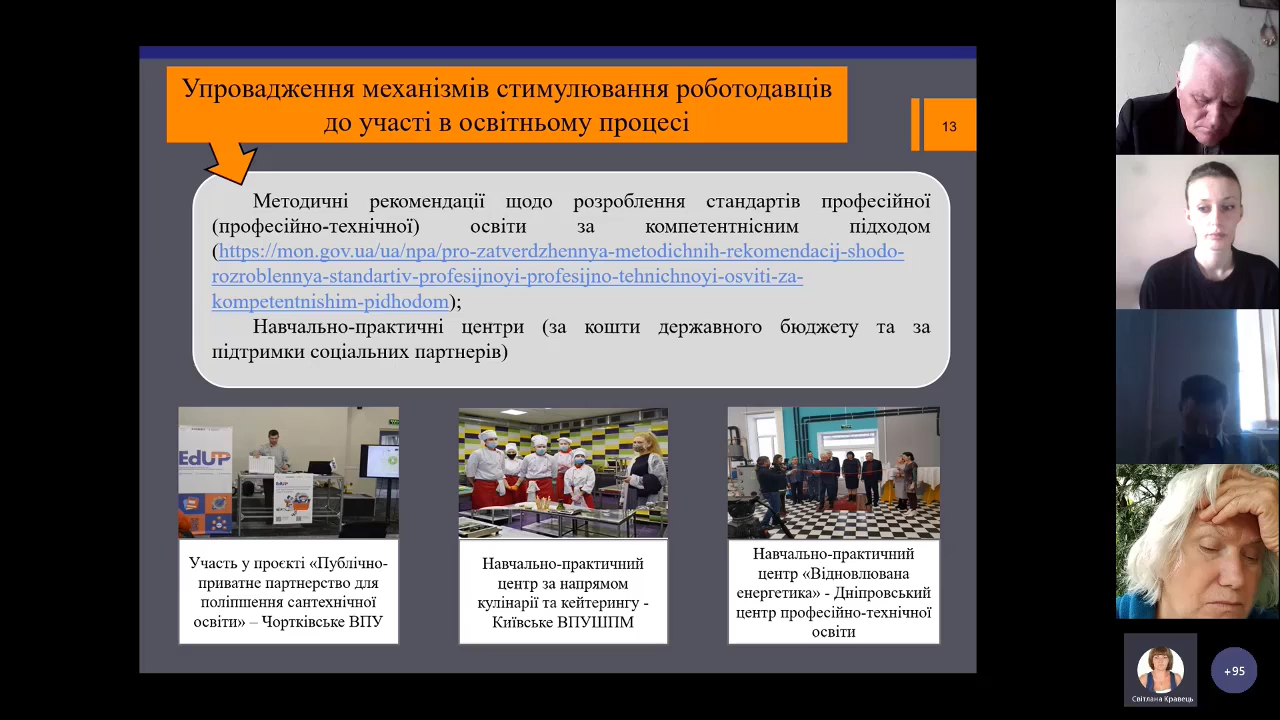 Упровадження механізмів стимулювання роботодавців
до участі в освітньому процесі
13
Методичні рекомендації щодо розроблення стандартів професійної
(професійно-технічної) освіти за компетентнісним підходом
(https://mon.gov.ua/ua/npa/pro-zatverdzhennya-metodichnih-rekomendacij-shodo-
rozroblennya-standartiv-profesijnoyi-profesijno-tehnichnoyi-osviti-za-
kompetentnishim-pidhodom);
Навчально-практичні центри (за кошти державного бюджету та за
підтримки соціальних партнерів)
EdUP
EdUP
Участь у проєкті «Публічно-
приватне партнерство для
поліпшення сантехнічної
освіти» – Чортківське ВПУ
Навчально-практичний
центр за напрямом
кулінарії та кейтерингу -
Київське ВПУШПМ
Навчально-практичний
центр «Відновлювана
енергетика» - Дніпровський
центр професійно-технічної
освіти
Світлана Кравець
+95